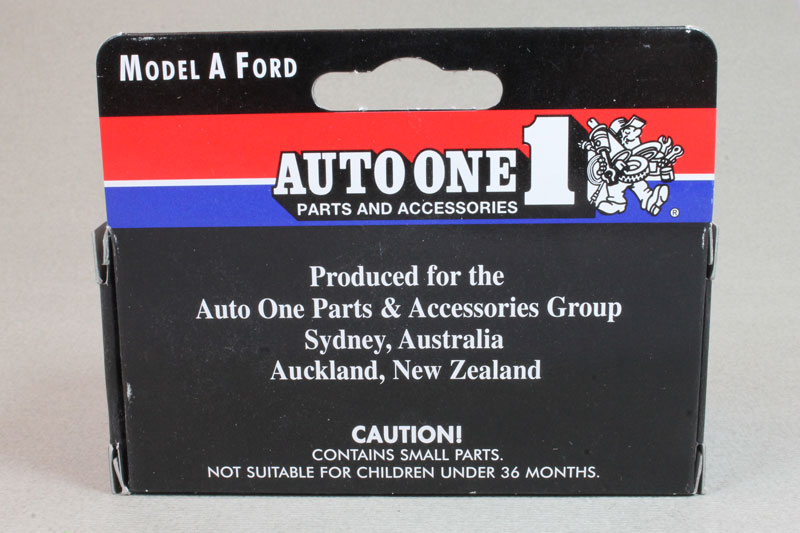 MODEL A FORD
AUTO ONE 1
PARTS AND ACCESSORIES
®
Produced for the
Auto One Parts & Accessories Group
Sydney, Australia
Auckland, New Zealand
CAUTION!
CONTAINS SMALL PARTS.
NOT SUITABLE FOR CHILDREN UNDER 36 MONTHS.